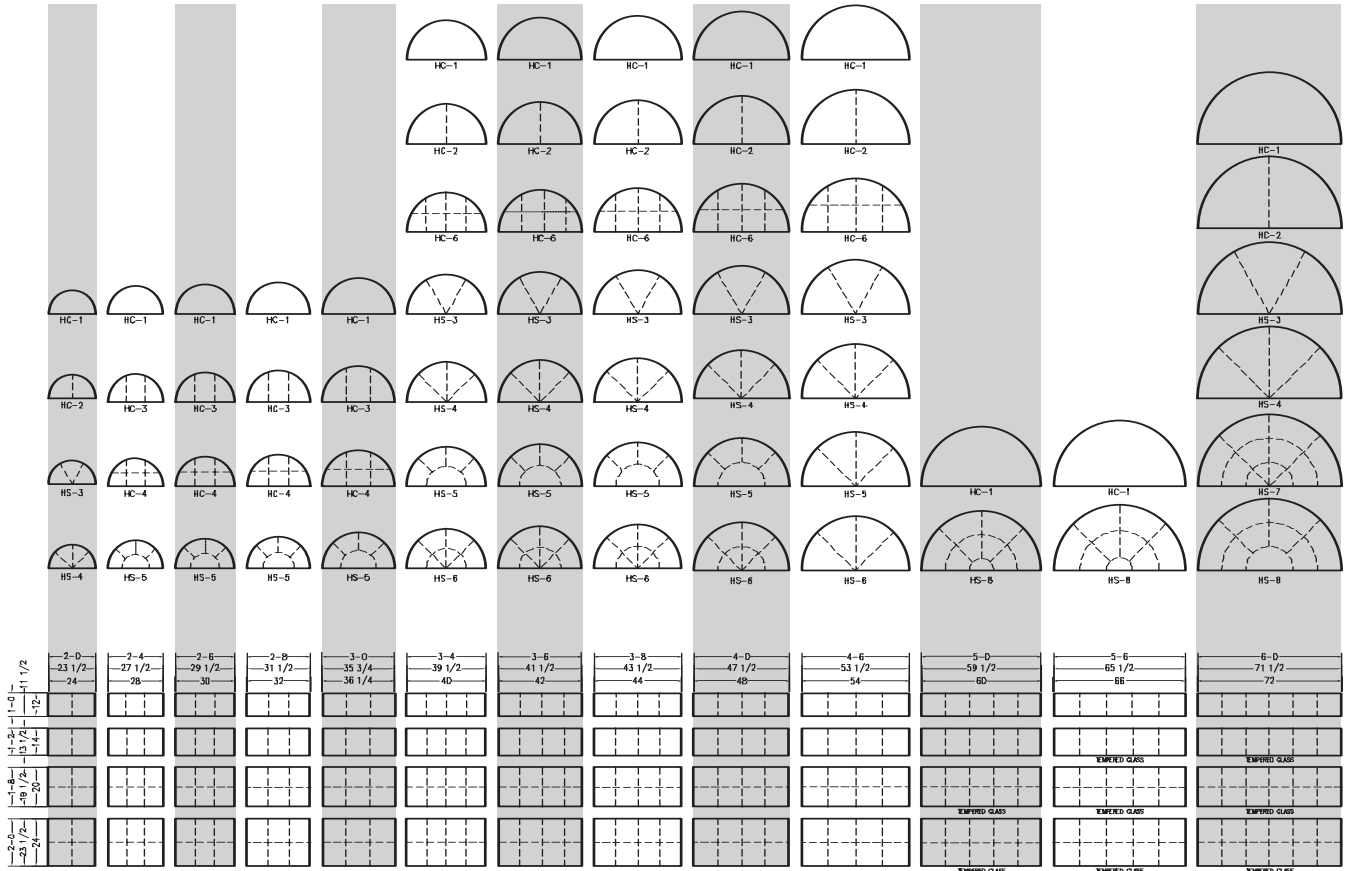 HC-1 HC-1 HC-1 HC-1 HC-1
HC-1
HC-2 HC-2 HC-2 HC-2 HC-2
HC-2
HC-6 HC-6 HC-6 HC-6 HC-6
HC-1 HC-1 HC-1 HC-1 HC-1 HS-3 HS-3 HS-3 HS-3 HS-3 HS-3
HC-2 HC-3 HC-3 HC-3 HC-3 HS-4 HS-4 HS-4 HS-4 HS-4 HS-4
HS-3 HC-4 HC-4 HC-4 HC-4 HS-5 HS-5 HS-5 HS-5 HS-5 HC-1 HC-1 HS-7
HS-4 HS-5 HS-5 HS-5 HS-5 HS-6 HS-6 HS-6 HS-6 HS-6 HS-8 HS-8 HS-8
2-0 2-4 2-6 2-8 3-0 3-4 3-6 3-8 4-0 4-6 5-0 5-6 6-0
23 1/2 27 1/2 29 1/2 31 1/2 35 3/4 39 1/2 41 1/2 43 1/2 47 1/2 53 1/2 59 1/2 65 1/2 71 1/2
24 28 30 32 36 1/4 40 42 44 48 54 60 66 72
1-0
11 1/2
12
1-2
13 1/2
14
TEMPERED GLASS TEMPERED GLASS
1-8
19 1/2
20
TEMPERED GLASS TEMPERED GLASS TEMPERED GLASS
2-0
23 1/2
24
TEMPERED GLASS TEMPERED GLASS TEMPERED GLASS